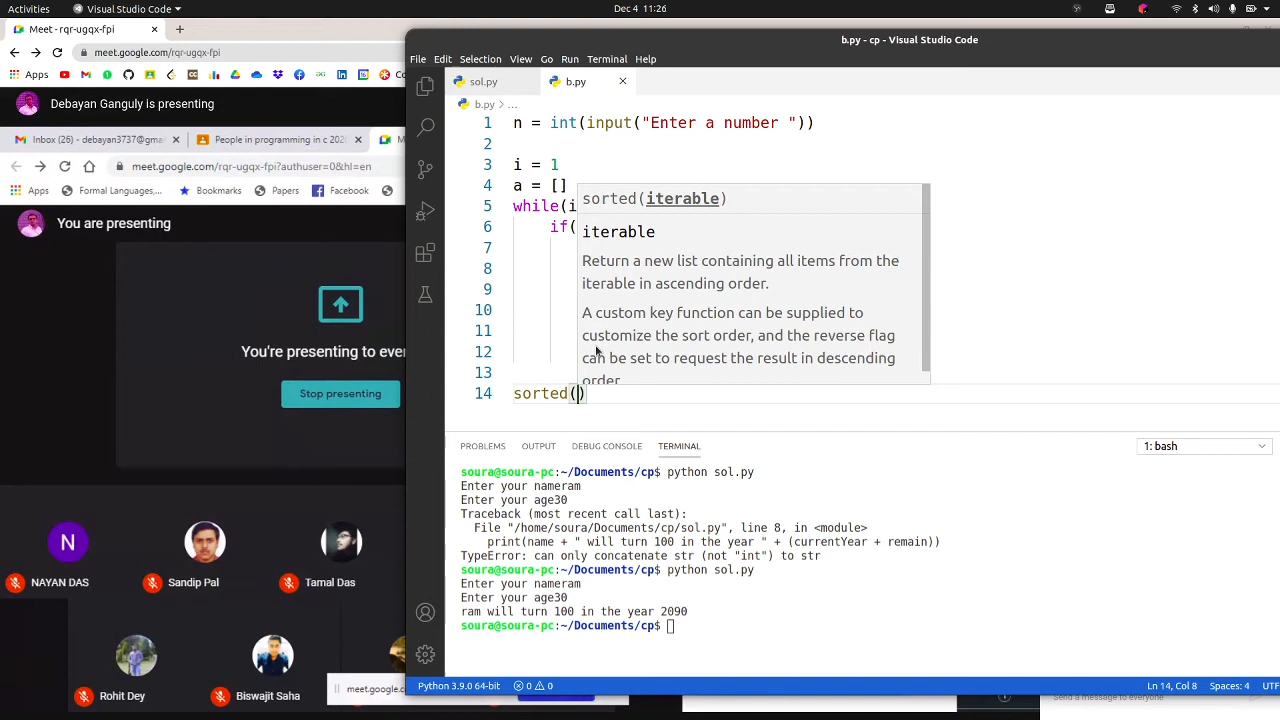 Activities
Visual Studio Code
Dec 4 11:26
Meet - rqr-ugqx-fpi
meet.google.com/rqr-ugqx-fpi
Apps
Debayan Ganguly is presenting
Inbox (26) - debayan3737@gma
People in programming in c 202
meet.google.com/rqr-ugqx-fpi?authuser=0&hl=en
Apps
Formal Languages,...
Bookmarks
Papers
Facebook
You are presenting
You're presenting to ever
Stop presenting
N
NAYAN DAS
Sandip Pal
Tamal Das
Rohit Dey
Biswajit Saha
meet.google.c
b.py - cp - Visual Studio Code
File Edit Selection View Go Run Terminal Help
sol.py
b.py
b.py > ...
1 n = int(input("Enter a number "))
2
3 i = 1
4 a = []
5 while(i
6 if(
7
8
9
10
11
12
13
14 sorted()
sorted(iterable)
iterable
Return a new list containing all items from the
iterable in ascending order.
A custom key function can be supplied to
customize the sort order, and the reverse flag
can be set to request the result in descending
order.
PROBLEMS OUTPUT DEBUG CONSOLE TERMINAL
1: bash
soura@soura-pc:~/Documents/cp$ python sol.py
Enter your nameram
Enter your age30
Traceback (most recent call last):
File "/home/soura/Documents/cp/sol.py", line 8, in <module>
print(name + " will turn 100 in the year " + (currentYear + remain))
TypeError: can only concatenate str (not "int") to str
soura@soura-pc:~/Documents/cp$ python sol.py
Enter your nameram
Enter your age30
ram will turn 100 in the year 2090
soura@soura-pc:~/Documents/cp$
Python 3.9.0 64-bit
0
0
Ln 14, Col 8
Spaces: 4
UTF
Send a message to everyone